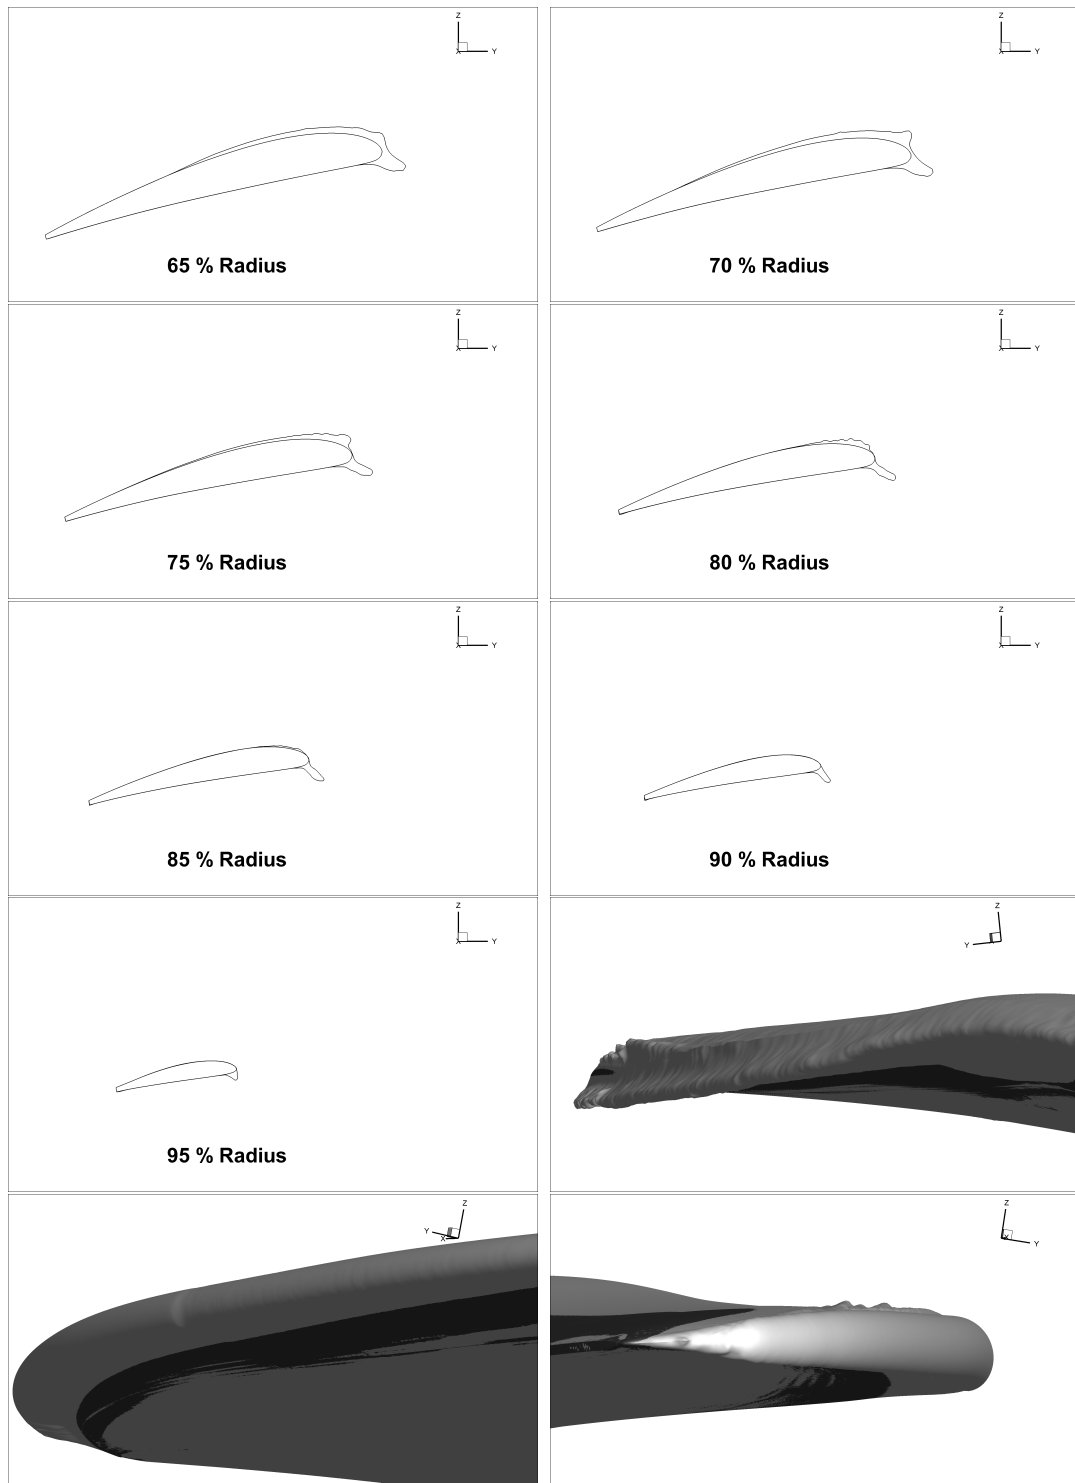 Z
X Y
Z
X Y
65 % Radius
70 % Radius
Z
X Y
Z
X Y
75 % Radius
80 % Radius
Z
X Y
Z
X Y
85 % Radius
90 % Radius
Z
X Y
Z
Y
95 % Radius
Z
Y X
Z
X Y